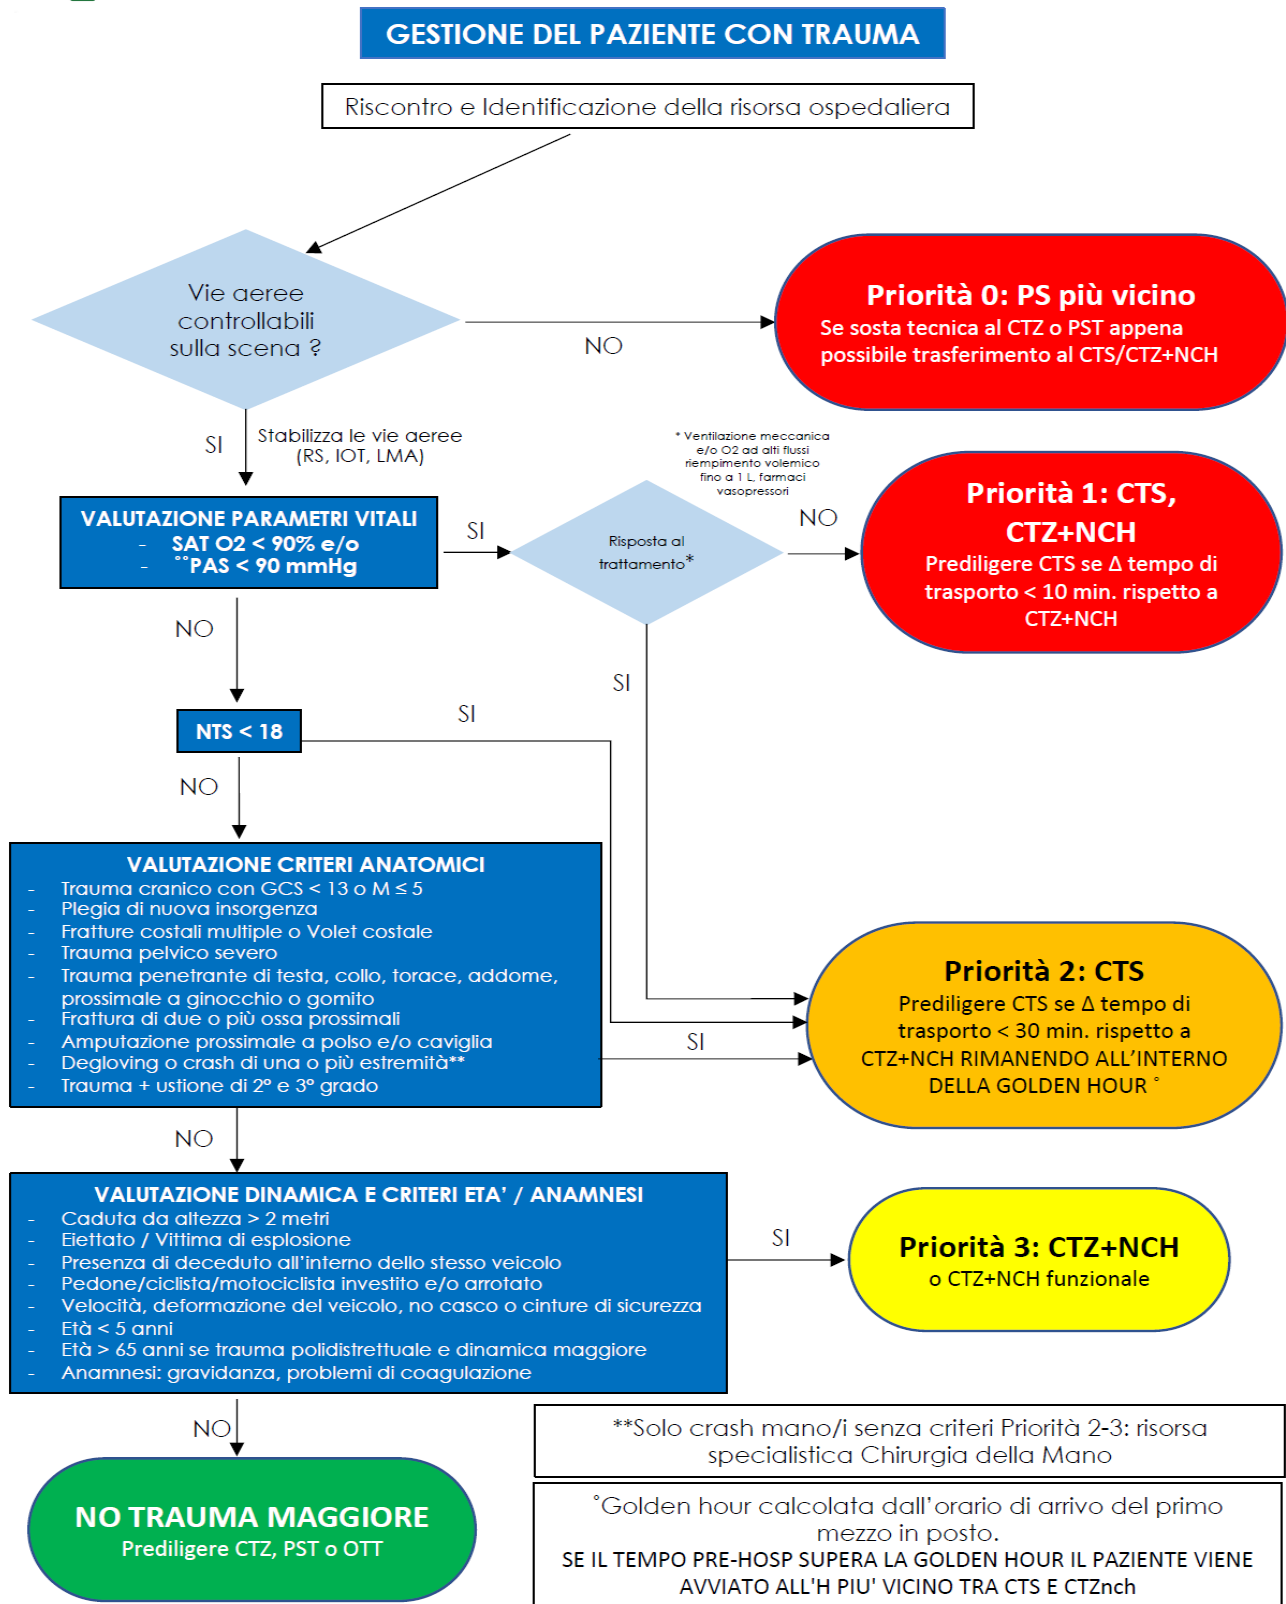 GESTIONE DEL PAZIENTE CON TRAUMA
Riscontro e Identificazione della risorsa ospedaliera
Vie aeree
controllabili
sulla scena ?
NO
Priorità 0: PS più vicino
Se sosta tecnica al CTZ o PST appena
possibile trasferimento al CTS/CTZ+NCH
SI
Stabilizza le vie aeree
(RS, IOT, LMA)
* Ventilazione meccanica
e/o O2 ad alti flussi
riempimento volemico
fino a 1 L, farmaci
vasopressori
VALUTAZIONE PARAMETRI VITALI
- SAT O2 < 90% e/o
- °°PAS < 90 mmHg
SI
Risposta al
trattamento*
NO
Priorità 1: CTS,
CTZ+NCH
Prediligere CTS se Δ tempo di
trasporto < 10 min. rispetto a
CTZ+NCH
NO
SI
NTS < 18
SI
NO
VALUTAZIONE CRITERI ANATOMICI
- Trauma cranico con GCS < 13 o M ≤ 5
- Plegia di nuova insorgenza
- Fratture costali multiple o Volet costale
- Trauma pelvico severo
- Trauma penetrante di testa, collo, torace, addome,
prossimale a ginocchio o gomito
- Frattura di due o più ossa prossimali
- Amputazione prossimale a polso e/o caviglia
- Degloving o crash di una o più estremità**
- Trauma + ustione di 2° e 3° grado
SI
Priorità 2: CTS
Prediligere CTS se Δ tempo di
trasporto < 30 min. rispetto a
CTZ+NCH RIMANENDO ALL'INTERNO
DELLA GOLDEN HOUR °
NO
VALUTAZIONE DINAMICA E CRITERI ETA' / ANAMNESI
- Caduta da altezza > 2 metri
- Eiettato / Vittima di esplosione
- Presenza di deceduto all'interno dello stesso veicolo
- Pedone/ciclista/motociclista investito e/o arrotato
- Velocità, deformazione del veicolo, no casco o cinture di sicurezza
- Età < 5 anni
- Età > 65 anni se trauma polidistrettuale e dinamica maggiore
- Anamnesi: gravidanza, problemi di coagulazione
SI
Priorità 3: CTZ+NCH
o CTZ+NCH funzionale
NO
NO TRAUMA MAGGIORE
Prediligere CTZ, PST o OTT
**Solo crash mano/i senza criteri Priorità 2-3: risorsa
specialistica Chirurgia della Mano
°Golden hour calcolata dall'orario di arrivo del primo
mezzo in posto.
SE IL TEMPO PRE-HOSP SUPERA LA GOLDEN HOUR IL PAZIENTE VIENE
AVVIATO ALL'H PIU' VICINO TRA CTS E CTZnch